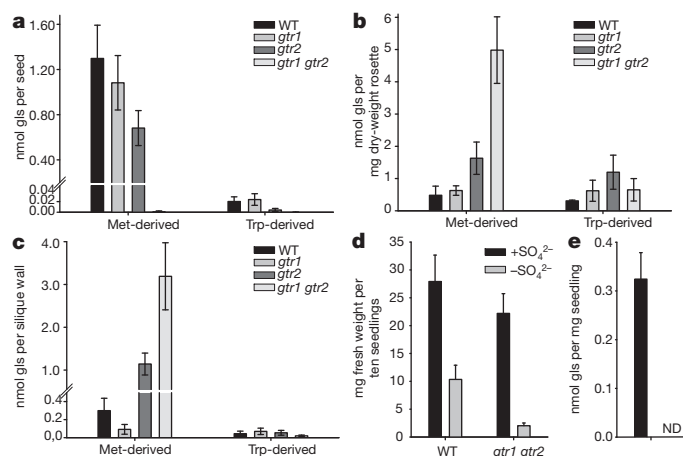 a
WT
gtr1
gtr2
gtr1 gtr2
nmol gls per seed
1.60
1.20
0.80
0.40
0.04
0.02
0.00
Met-derived
Trp-derived
b
WT
gtr1
gtr2
gtr1 gtr2
nmol gls per
mg dry-weight rosette
6
5
4
3
2
1
0
Met-derived
Trp-derived
c
WT
gtr1
gtr2
gtr1 gtr2
nmol gls per silique wall
4.0
3.0
2.0
1.0
0.4
0.2
0.0
Met-derived
Trp-derived
d
+SO₄²⁻
−SO₄²⁻
mg fresh weight per
ten seedlings
35
30
25
20
15
10
5
0
WT
gtr1 gtr2
e
nmol gls per mg seedling
0.4
0.3
0.2
0.1
0.0
ND